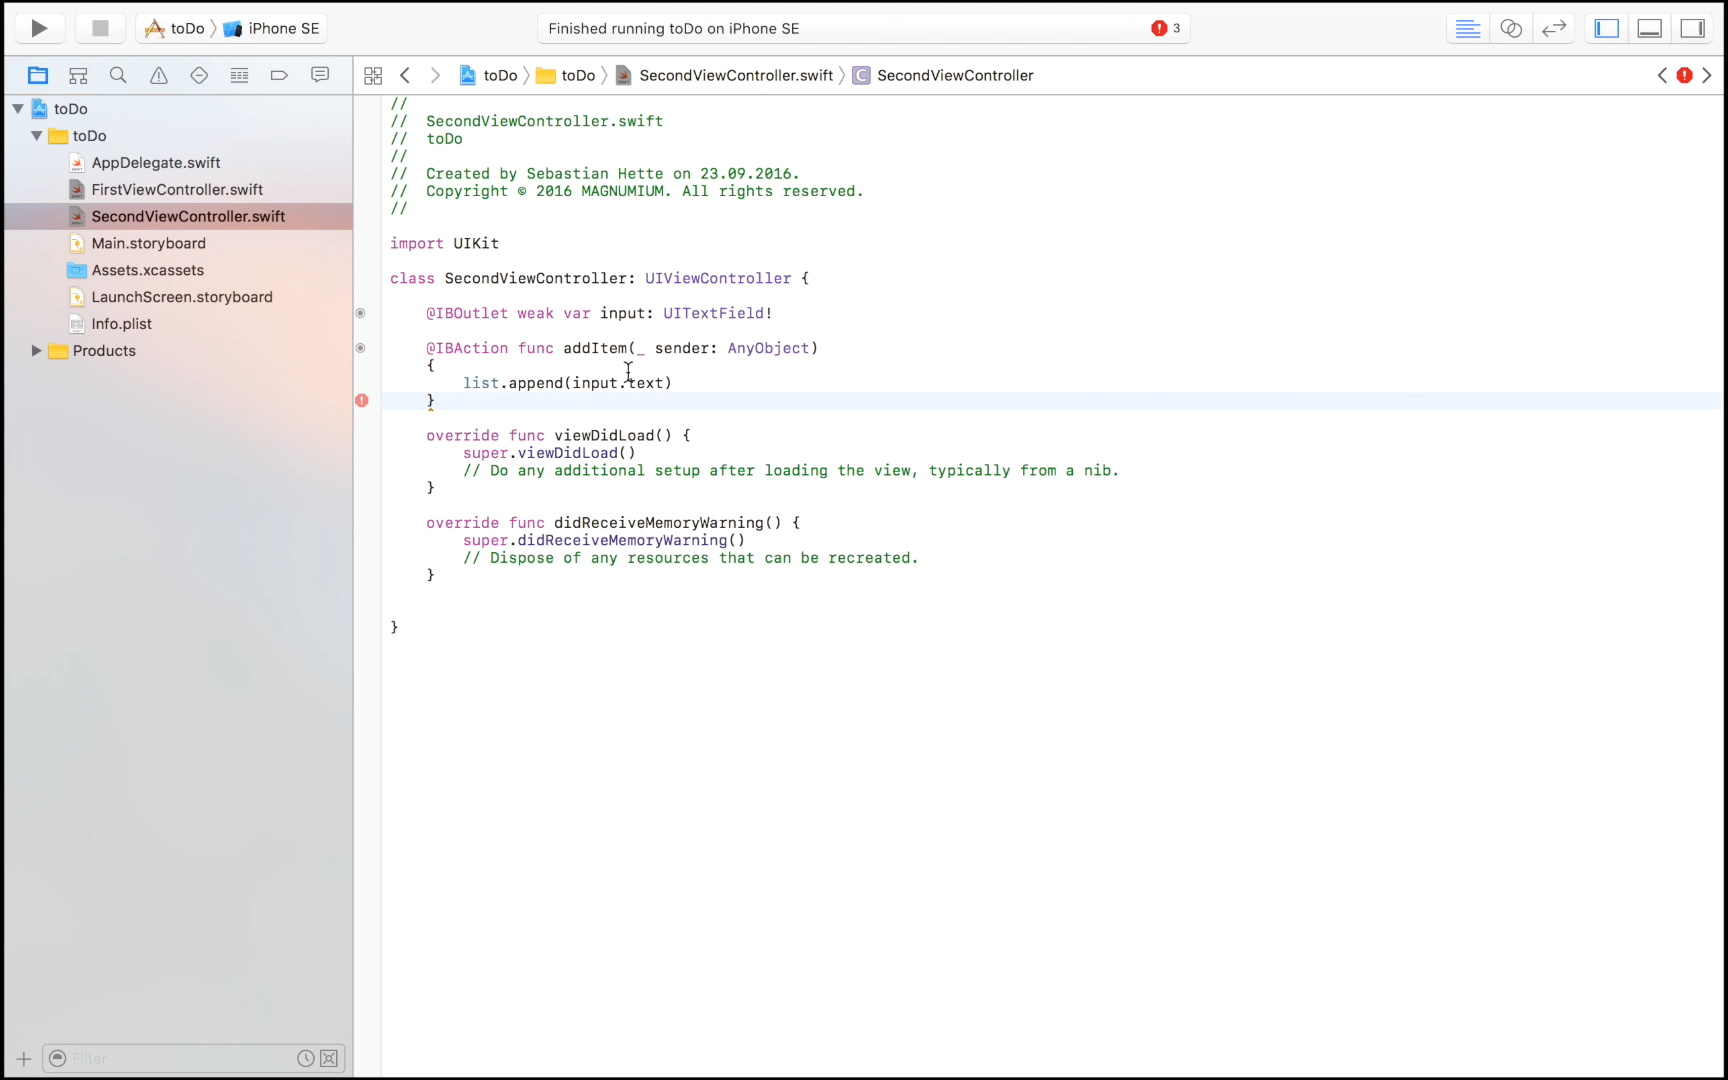 toDo
iPhone SE
Finished running toDo on iPhone SE
3
toDo
toDo
SecondViewController.swift
C
SecondViewController
toDo
toDo
AppDelegate.swift
FirstViewController.swift
SecondViewController.swift
Main.storyboard
Assets.xcassets
LaunchScreen.storyboard
Info.plist
Products
Filter
//
//  SecondViewController.swift
//  toDo
//
//  Created by Sebastian Hette on 23.09.2016.
//  Copyright © 2016 MAGNUMIUM. All rights reserved.
//
import UIKit
class SecondViewController: UIViewController {
@IBOutlet weak var input: UITextField!
@IBAction func addItem(_ sender: AnyObject)
{
list.append(input.text)
}
override func viewDidLoad() {
super.viewDidLoad()
// Do any additional setup after loading the view, typically from a nib.
}
override func didReceiveMemoryWarning() {
super.didReceiveMemoryWarning()
// Dispose of any resources that can be recreated.
}
}